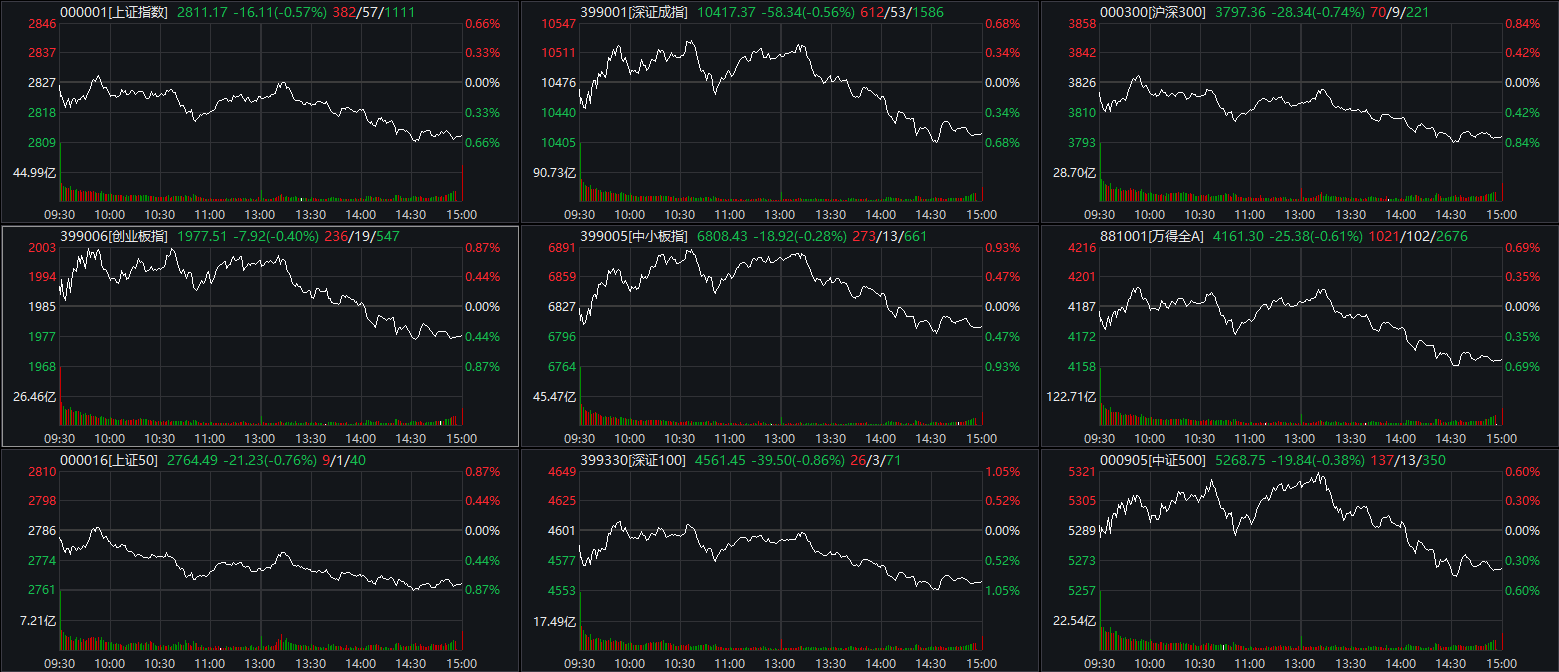 000001[上证指数] 2811.17 -16.11(-0.57%) 382/57/1111
2846 0.66%
2837 0.33%
2827 0.00%
2818 0.33%
2809 0.66%
44.99亿
09:30 10:00 10:30 11:00 13:00 13:30 14:00 14:30 15:00
399001[深证成指] 10417.37 -58.34(-0.56%) 612/53/1586
10547 0.68%
10511 0.34%
10476 0.00%
10440 0.34%
10405 0.68%
90.73亿
09:30 10:00 10:30 11:00 13:00 13:30 14:00 14:30 15:00
000300[沪深300] 3797.36 -28.34(-0.74%) 70/9/221
3858 0.84%
3842 0.42%
3826 0.00%
3810 0.42%
3793 0.84%
28.70亿
09:30 10:00 10:30 11:00 13:00 13:30 14:00 14:30 15:00
399006[创业板指] 1977.51 -7.92(-0.40%) 236/19/547
2003 0.87%
1994 0.44%
1985 0.00%
1977 0.44%
1968 0.87%
26.46亿
09:30 10:00 10:30 11:00 13:00 13:30 14:00 14:30 15:00
399005[中小板指] 6808.43 -18.92(-0.28%) 273/13/661
6891 0.93%
6859 0.47%
6827 0.00%
6796 0.47%
6764 0.93%
45.47亿
09:30 10:00 10:30 11:00 13:00 13:30 14:00 14:30 15:00
881001[万得全A] 4161.30 -25.38(-0.61%) 1021/102/2676
4216 0.69%
4201 0.35%
4187 0.00%
4172 0.35%
4158 0.69%
122.71亿
09:30 10:00 10:30 11:00 13:00 13:30 14:00 14:30 15:00
000016[上证50] 2764.49 -21.23(-0.76%) 9/1/40
2810 0.87%
2798 0.44%
2786 0.00%
2774 0.44%
2761 0.87%
7.21亿
09:30 10:00 10:30 11:00 13:00 13:30 14:00 14:30 15:00
399330[深证100] 4561.45 -39.50(-0.86%) 26/3/71
4649 1.05%
4625 0.52%
4601 0.00%
4577 0.52%
4553 1.05%
17.49亿
09:30 10:00 10:30 11:00 13:00 13:30 14:00 14:30 15:00
000905[中证500] 5268.75 -19.84(-0.38%) 137/13/350
5321 0.60%
5305 0.30%
5289 0.00%
5273 0.30%
5257 0.60%
22.54亿
09:30 10:00 10:30 11:00 13:00 13:30 14:00 14:30 15:00